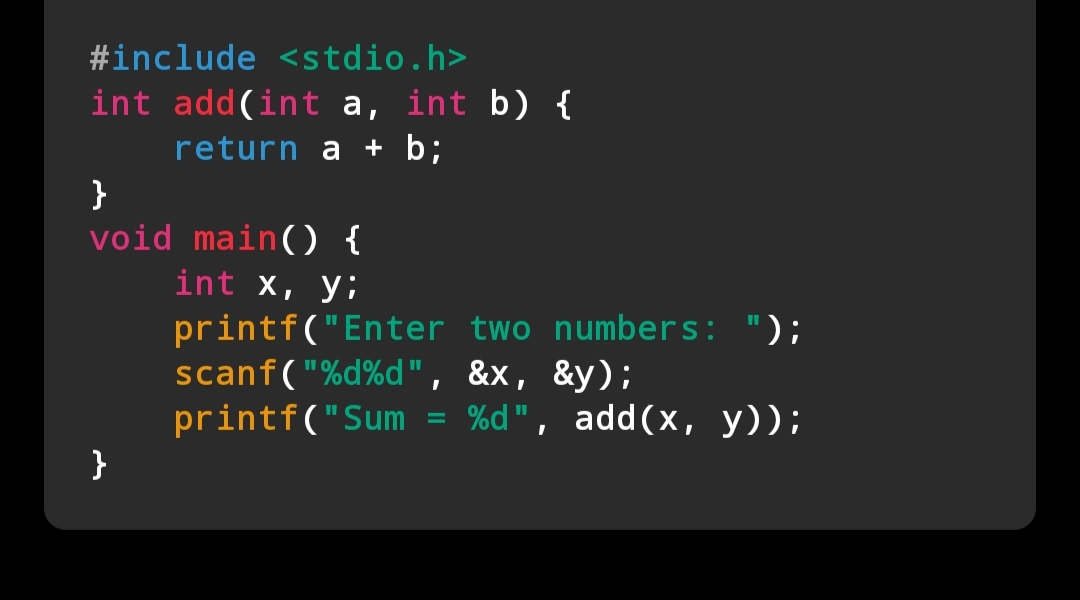 #include <stdio.h>
int add(int a, int b) {
    return a + b;
}
void main() {
    int x, y;
    printf("Enter two numbers: ");
    scanf("%d%d", &x, &y);
    printf("Sum = %d", add(x, y));
}